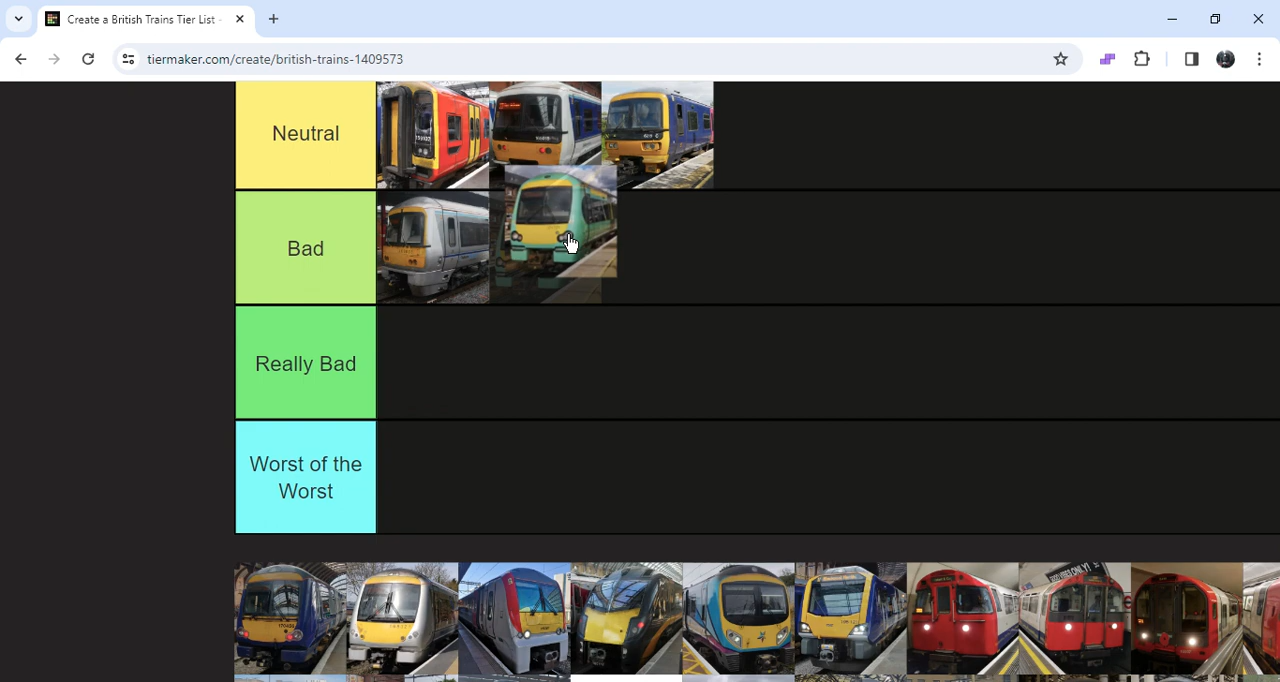 Create a British Trains Tier List
tiermaker.com/create/british-trains-1409573
Neutral
Bad
Really Bad
Worst of the
Worst